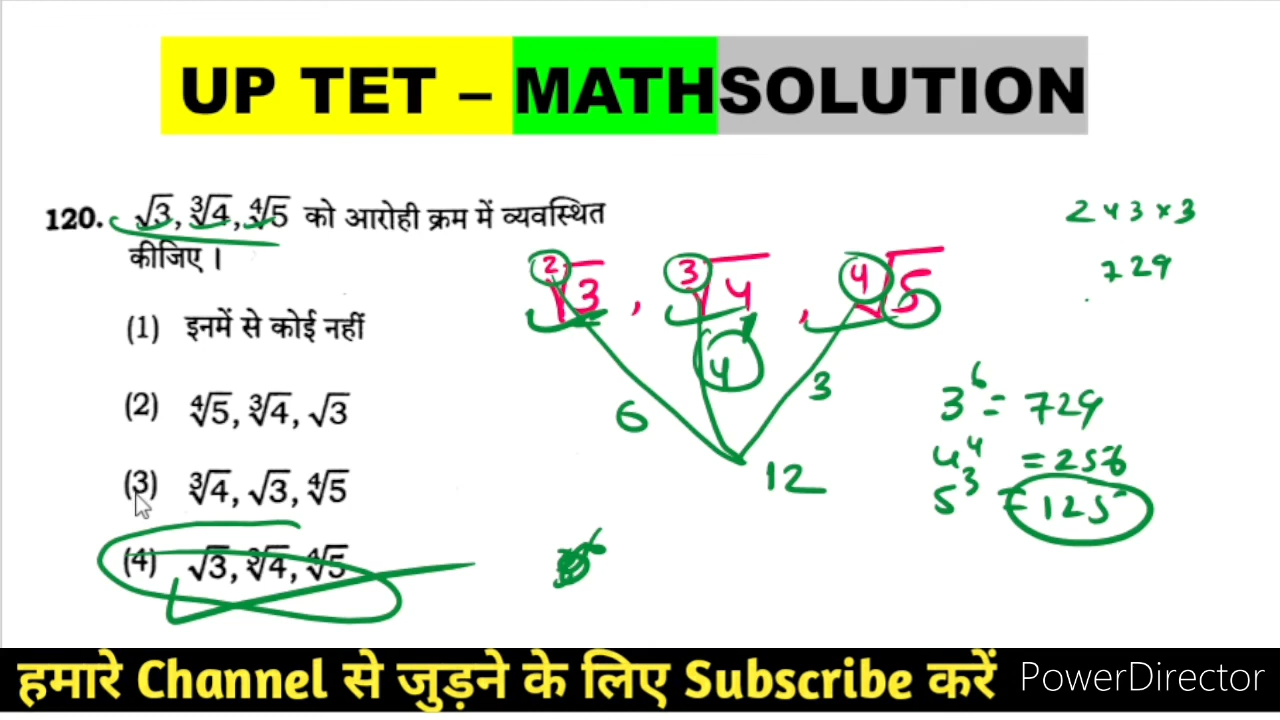 UP TET – MATHSOLUTION
120. √3, ∛4, ∜5 को आरोही क्रम में व्यवस्थित
कीजिए ।
(1) इनमें से कोई नहीं
(2) ∜5, ∛4, √3
(3) ∛4, √3, ∜5
(4) √3, ∛4, ∜5
2√3 , 3√4 , 4√5
4
6
3
12
2×3×3
729
3⁶ = 729
4⁴ = 256
5³ = 125
हमारे Channel से जुड़ने के लिए Subscribe करें PowerDirector